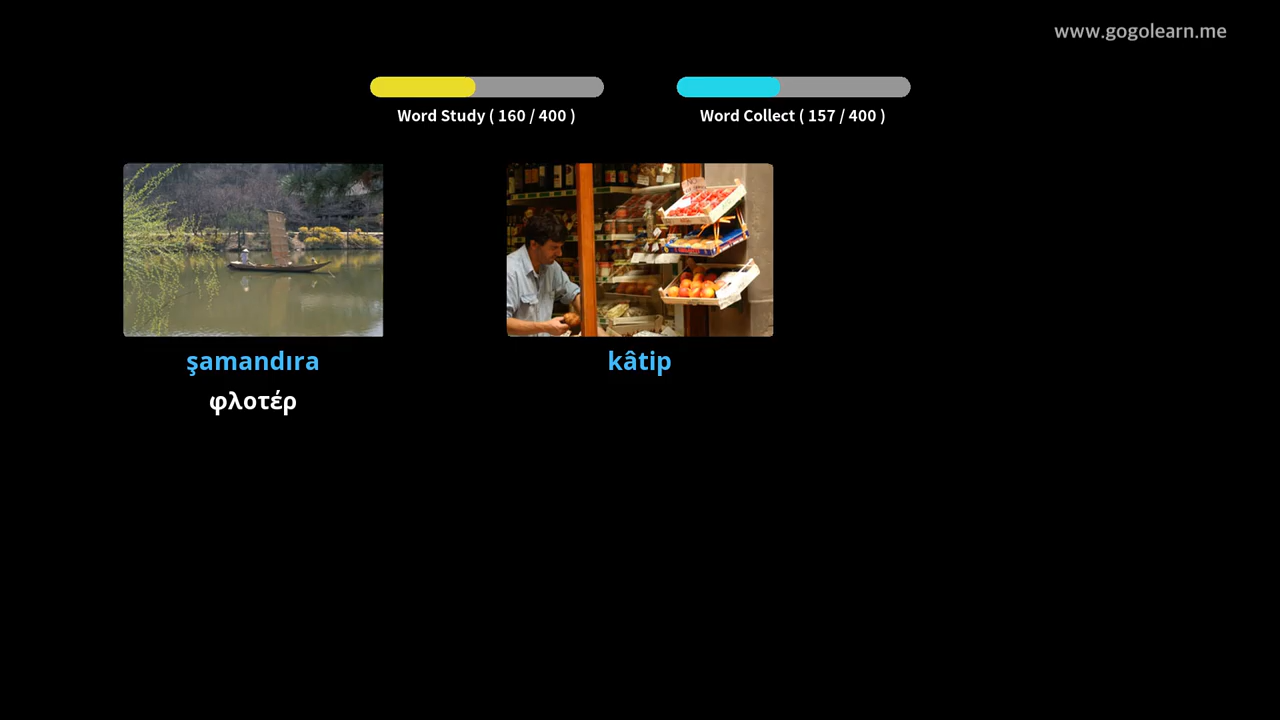 www.gogolearn.me
Word Study ( 160 / 400 )
Word Collect ( 157 / 400 )
şamandıra
φλοτέρ
kâtip